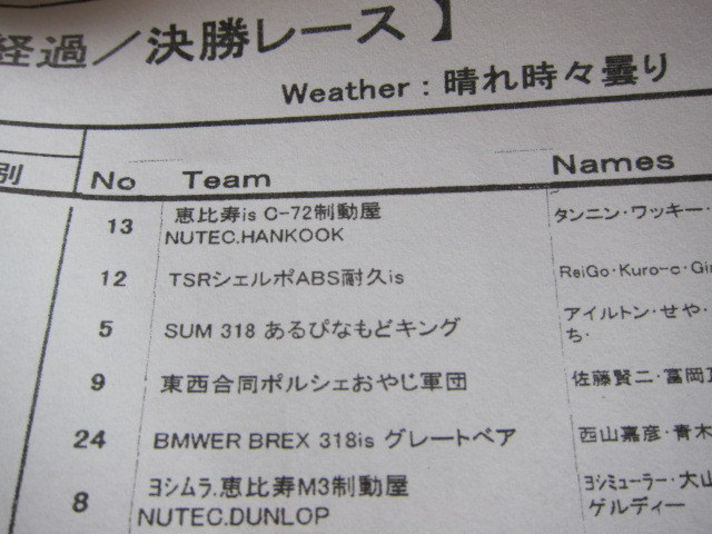 経過／決勝レース】
Weather：晴れ時々曇り
別 No Team Names
13 恵比寿is C-72制動屋 NUTEC.HANKOOK タンニン・ワッキー・
12 TSRシェルポABS耐久is ReiGo・Kuro-c・Gi
5 SUM 318 あるぴなもどキング アイルトン・せや・ ち・
9 東西合同ポルシェおやじ軍団 佐藤賢二・富岡
24 BMWER BREX 318is グレートベア 西山嘉彦・青木
8 ヨシムラ.恵比寿M3制動屋 NUTEC.DUNLOP ヨシミューラー・大山 ゲルディー